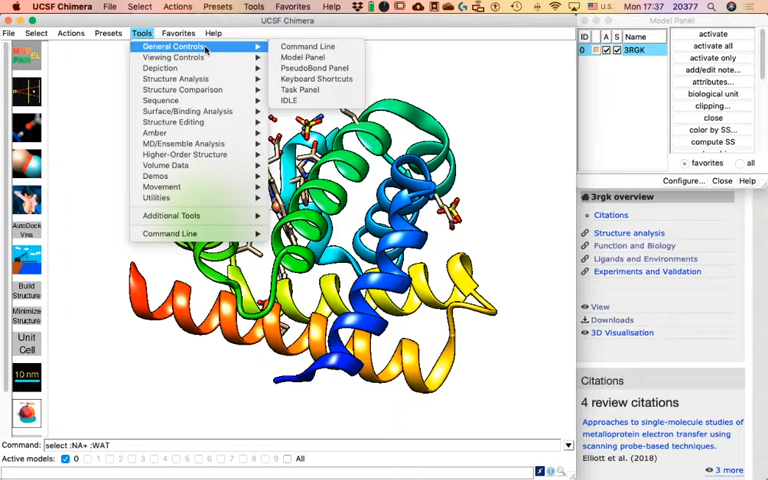 UCSF Chimera File Select Actions Presets Tools Favorites Help U.S. Mon 17:37 20377
UCSF Chimera
File Select Actions Presets Tools Favorites Help
General Controls
Viewing Controls
Depiction
Structure Analysis
Structure Comparison
Sequence
Surface/Binding Analysis
Structure Editing
Amber
MD/Ensemble Analysis
Higher-Order Structure
Volume Data
Demos
Movement
Utilities
Additional Tools
Command Line
Command Line
Model Panel
PseudoBond Panel
Keyboard Shortcuts
Task Panel
IDLE
AutoDock
Vina
Build
Structure
Minimize
Structure
Unit
Cell
10 nm
Command: select :NA+ :WAT
Active models: 0 1 2 3 4 5 6 7 8 9 All
Model Panel
ID A S Name
0 3RGK
activate
activate all
activate only
add/edit note...
attributes...
biological unit
clipping...
close
color by SS...
compute SS
favorites all
Configure... Close Help
3rgk overview
Citations
Structure analysis
Function and Biology
Ligands and Environments
Experiments and Validation
View
Downloads
3D Visualisation
Citations
4 review citations
Approaches to single-molecule studies of
metalloprotein electron transfer using
scanning probe-based techniques.
Elliott et al. (2018)
3 more